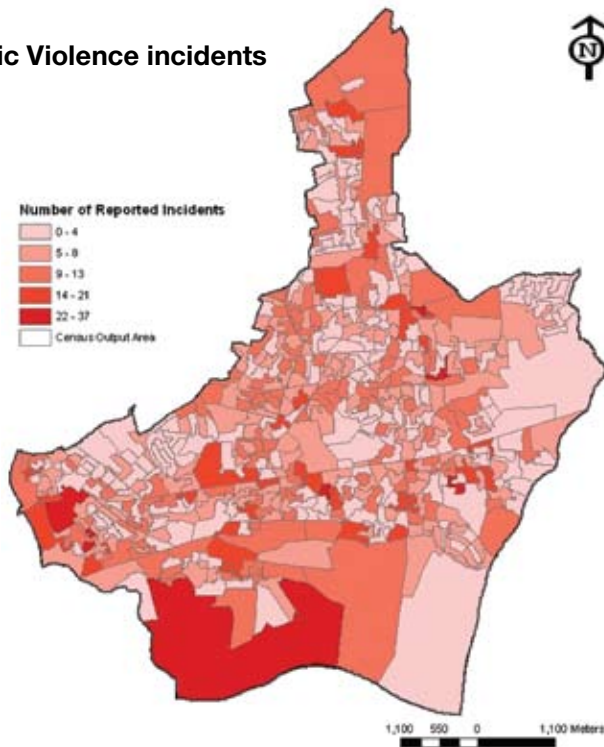 ic Violence incidents
N
Number of Reported Incidents
0 - 4
5 - 8
9 - 13
14 - 21
22 - 37
Census Output Area
1,100 550 0 1,100 Meters